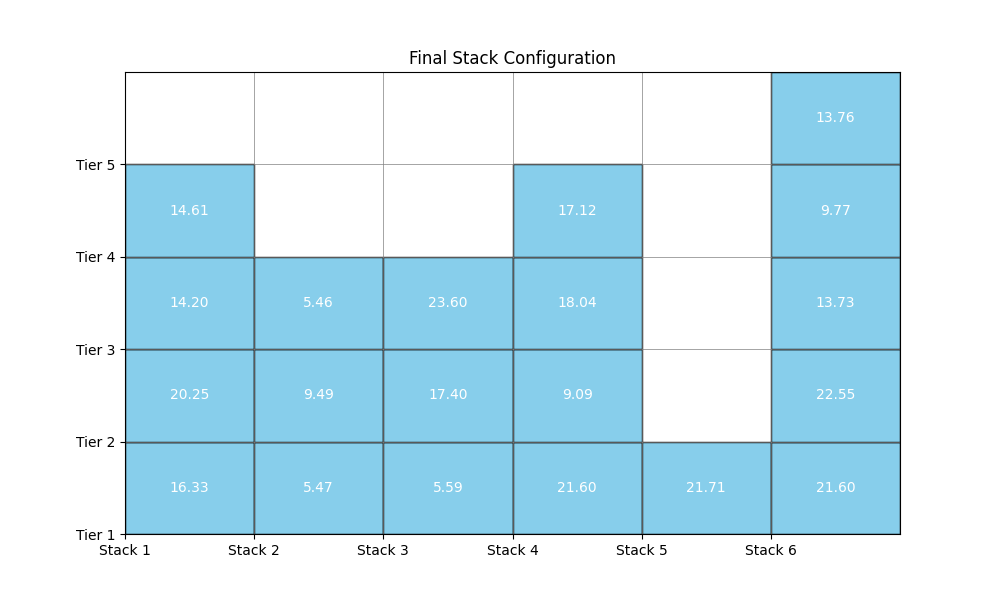 Final Stack Configuration
13.76
Tier 5
14.61 17.12 9.77
Tier 4
14.20 5.46 23.60 18.04 13.73
Tier 3
20.25 9.49 17.40 9.09 22.55
Tier 2
16.33 5.47 5.59 21.60 21.71 21.60
Tier 1
Stack 1 Stack 2 Stack 3 Stack 4 Stack 5 Stack 6